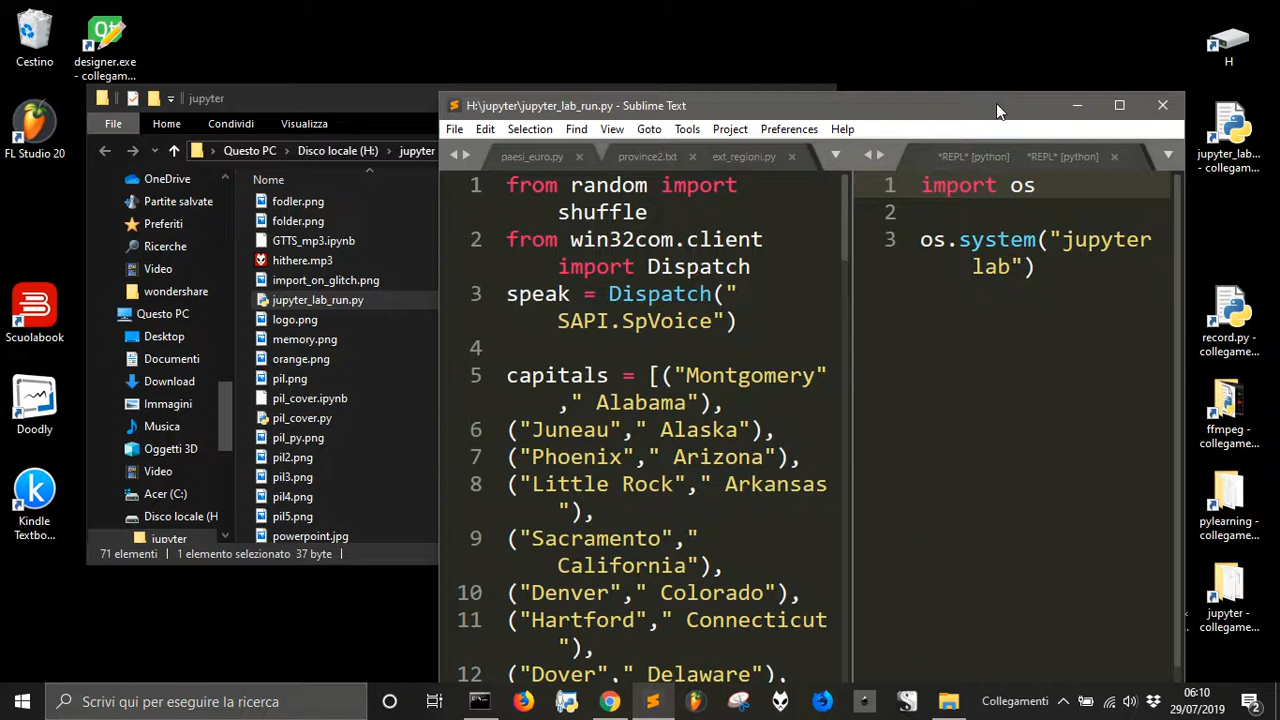 Cestino
designer.exe
- collegam...
FL Studio 20
Scuolabook
Doodly
Kindle
Textbo...
jupyter
File
Home
Condividi
Visualizza
Questo PC
Disco locale (H:)
jupyter
Nome
OneDrive
Partite salvate
Preferiti
Ricerche
Video
wondershare
Questo PC
Desktop
Documenti
Download
Immagini
Musica
Oggetti 3D
Video
Acer (C:)
Disco locale (H
jupyter
fodler.png
folder.png
GTTS_mp3.ipynb
hithere.mp3
import_on_glitch.png
jupyter_lab_run.py
logo.png
memory.png
orange.png
pil.png
pil_cover.ipynb
pil_cover.py
pil_py.png
pil2.png
pil3.png
pil4.png
pil5.png
powerpoint.jpg
71 elementi
1 elemento selezionato 37 byte
H:\jupyter\jupyter_lab_run.py - Sublime Text
File Edit Selection Find View Goto Tools Project Preferences Help
paesi_euro.py
province2.txt
ext_regioni.py
*REPL* [python]
*REPL* [python]
1 from random import
shuffle
2 from win32com.client
import Dispatch
3 speak = Dispatch("
SAPI.SpVoice")
4
5 capitals = [("Montgomery"
," Alabama"),
6 ("Juneau"," Alaska"),
7 ("Phoenix"," Arizona"),
8 ("Little Rock"," Arkansas
"),
9 ("Sacramento","
California"),
10 ("Denver"," Colorado"),
11 ("Hartford"," Connecticut
"),
12 ("Dover"," Delaware"),
1 import os
2
3 os.system("jupyter
lab")
H
jupyter_lab...
- collegam...
record.py -
collegame...
ffmpeg -
collegame...
pylearning -
collegame...
jupyter -
collegame...
Scrivi qui per eseguire la ricerca
Collegamenti
06:10
29/07/2019
2